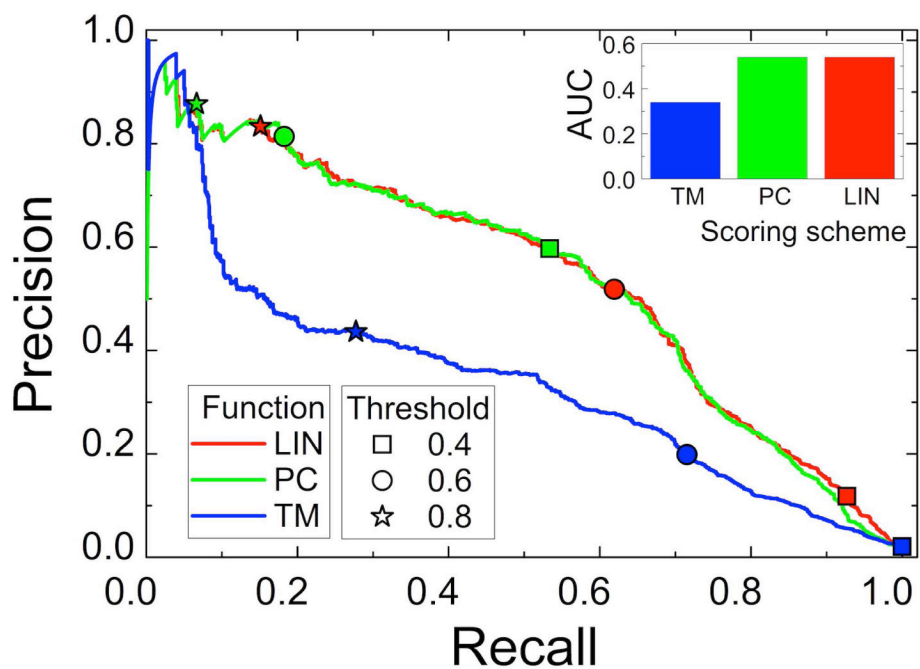 1.0
0.8
0.6
0.4
0.2
0.0
Precision
0.0 0.2 0.4 0.6 0.8 1.0
Recall
Function
LIN
PC
TM
Threshold
0.4
0.6
0.8
0.6
0.4
0.2
0.0
AUC
TM PC LIN
Scoring scheme